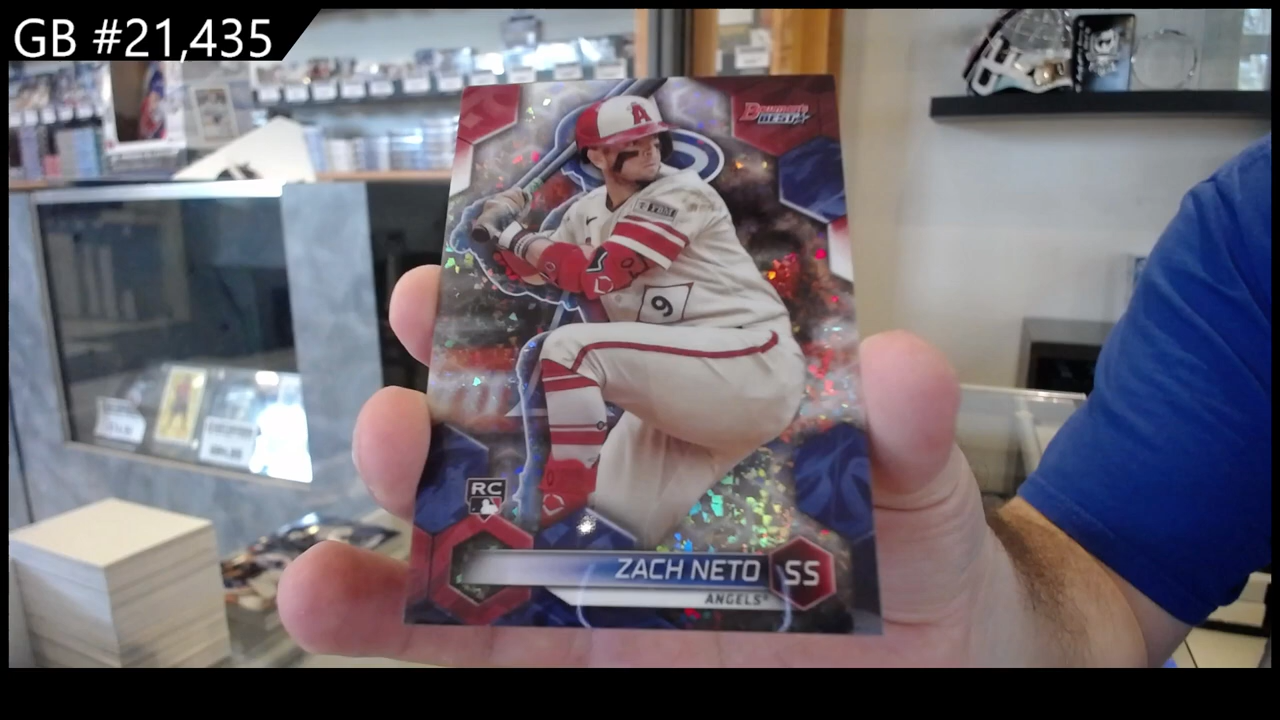 GB #21,435
A
BOWMAN'S
BEST
9
RC
ZACH NETO
SS
ANGELS